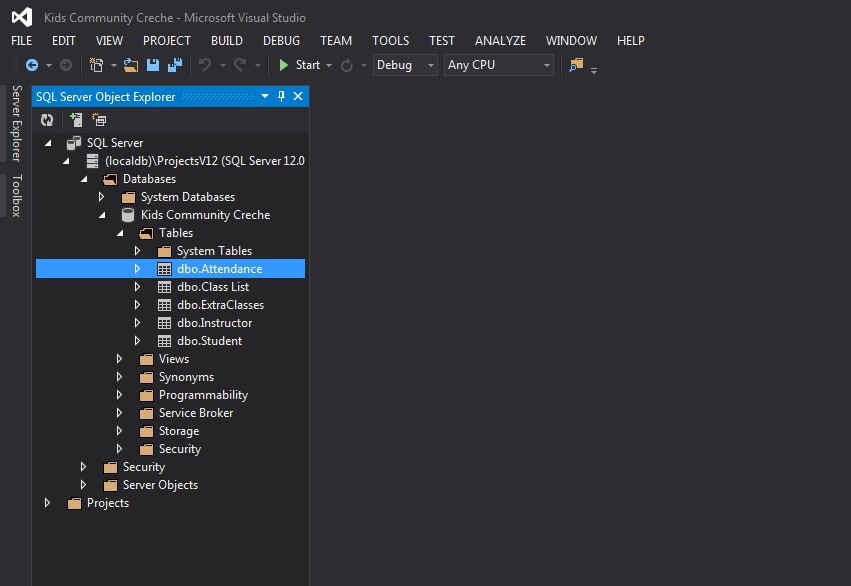 Kids Community Creche - Microsoft Visual Studio
FILE EDIT VIEW PROJECT BUILD DEBUG TEAM TOOLS TEST ANALYZE WINDOW HELP
Start Debug Any CPU
Server Explorer
Toolbox
SQL Server Object Explorer
SQL Server
(localdb)\ProjectsV12 (SQL Server 12.0
Databases
System Databases
Kids Community Creche
Tables
System Tables
dbo.Attendance
dbo.Class List
dbo.ExtraClasses
dbo.Instructor
dbo.Student
Views
Synonyms
Programmability
Service Broker
Storage
Security
Security
Server Objects
Projects